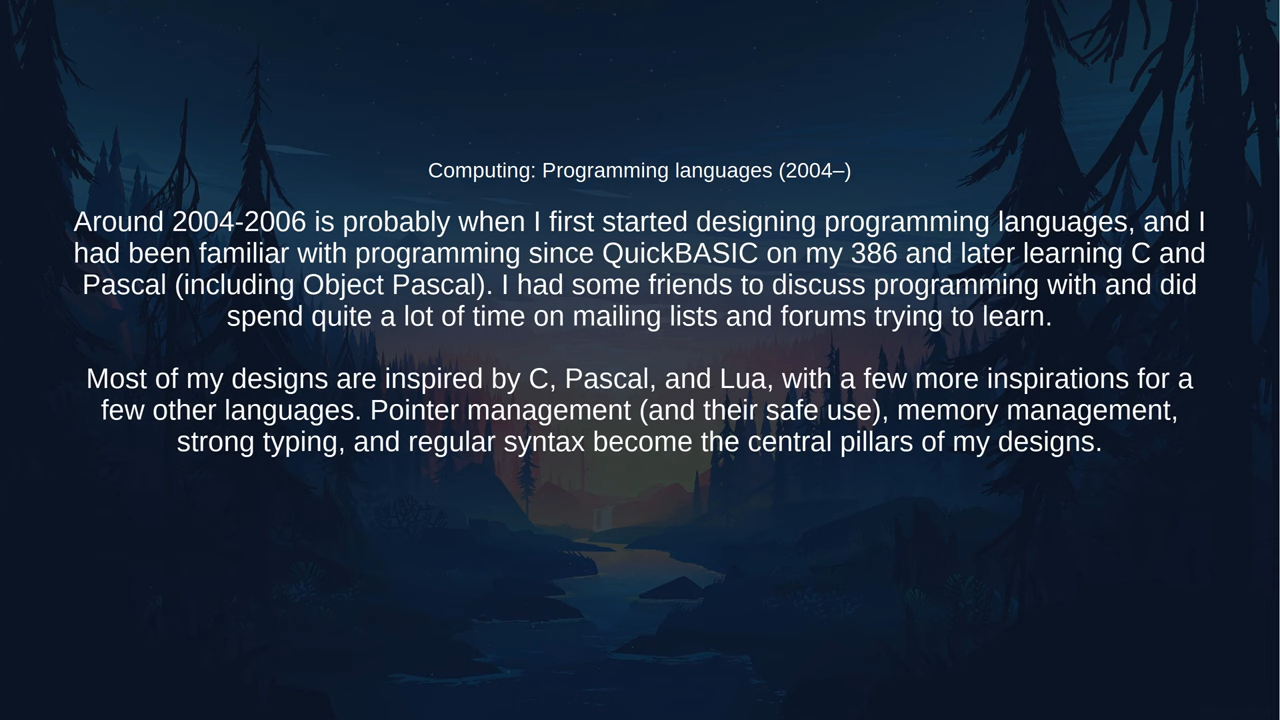 Computing: Programming languages (2004–)
Around 2004-2006 is probably when I first started designing programming languages, and I
had been familiar with programming since QuickBASIC on my 386 and later learning C and
Pascal (including Object Pascal). I had some friends to discuss programming with and did
spend quite a lot of time on mailing lists and forums trying to learn.
Most of my designs are inspired by C, Pascal, and Lua, with a few more inspirations for a
few other languages. Pointer management (and their safe use), memory management,
strong typing, and regular syntax become the central pillars of my designs.